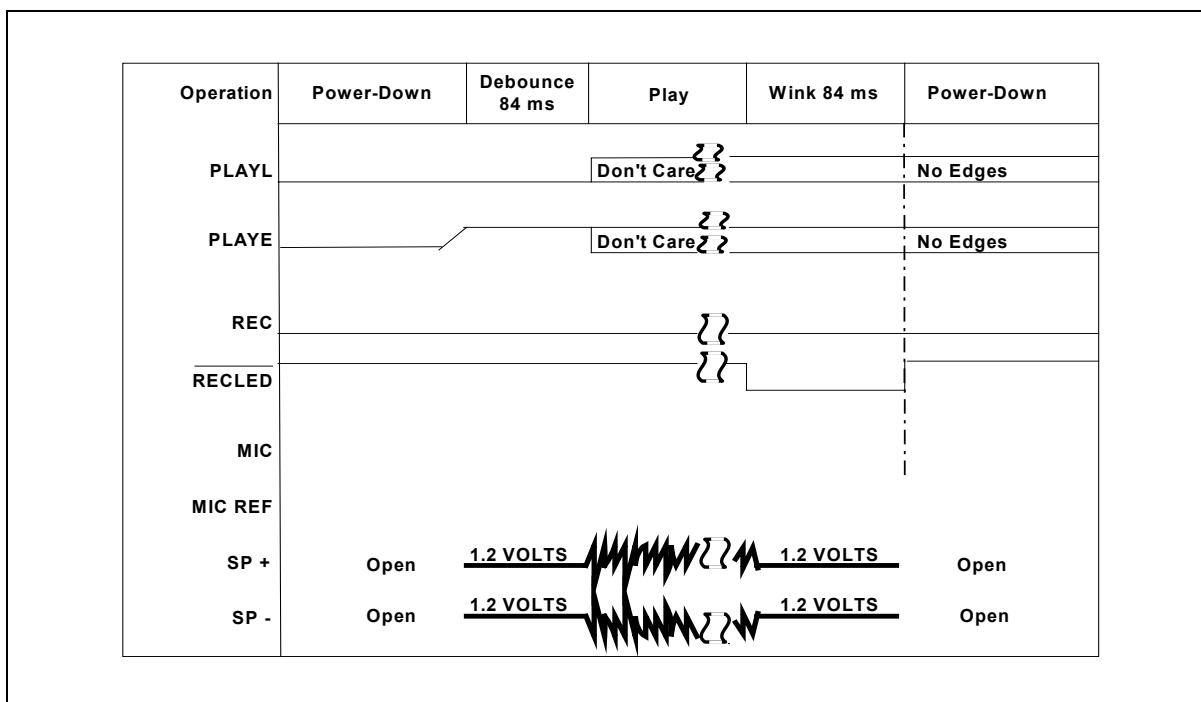 Operation Power-Down Debounce 84 ms Play Wink 84 ms Power-Down
PLAYL Don't Care No Edges
PLAYE Don't Care No Edges
REC
RECLED
MIC
MIC REF
SP + Open 1.2 VOLTS 1.2 VOLTS Open
SP - Open 1.2 VOLTS 1.2 VOLTS Open